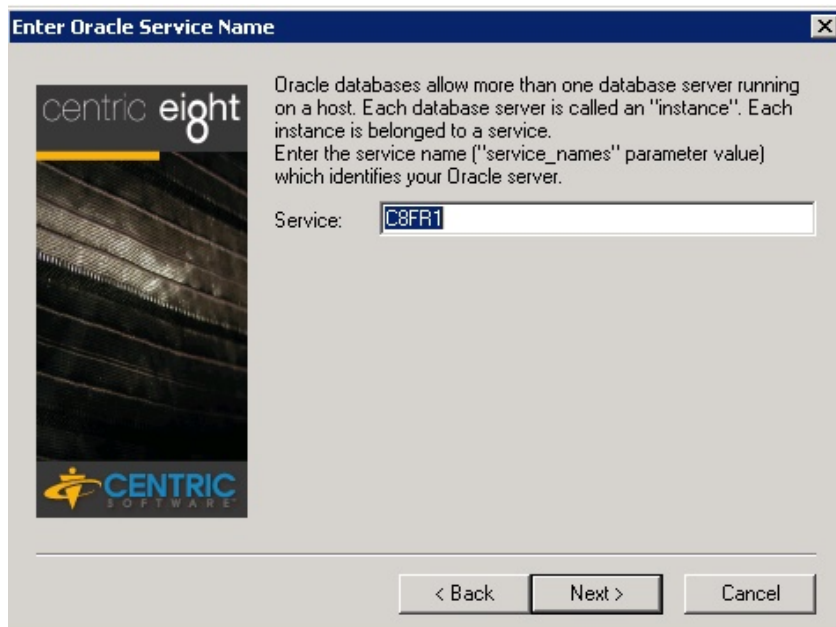 Enter Oracle Service Name
centric eight
Oracle databases allow more than one database server running
on a host. Each database server is called an "instance". Each
instance is belonged to a service.
Enter the service name ("service_names" parameter value)
which identifies your Oracle server.
Service: C8FR1
CENTRIC
SOFTWARE
< Back Next > Cancel